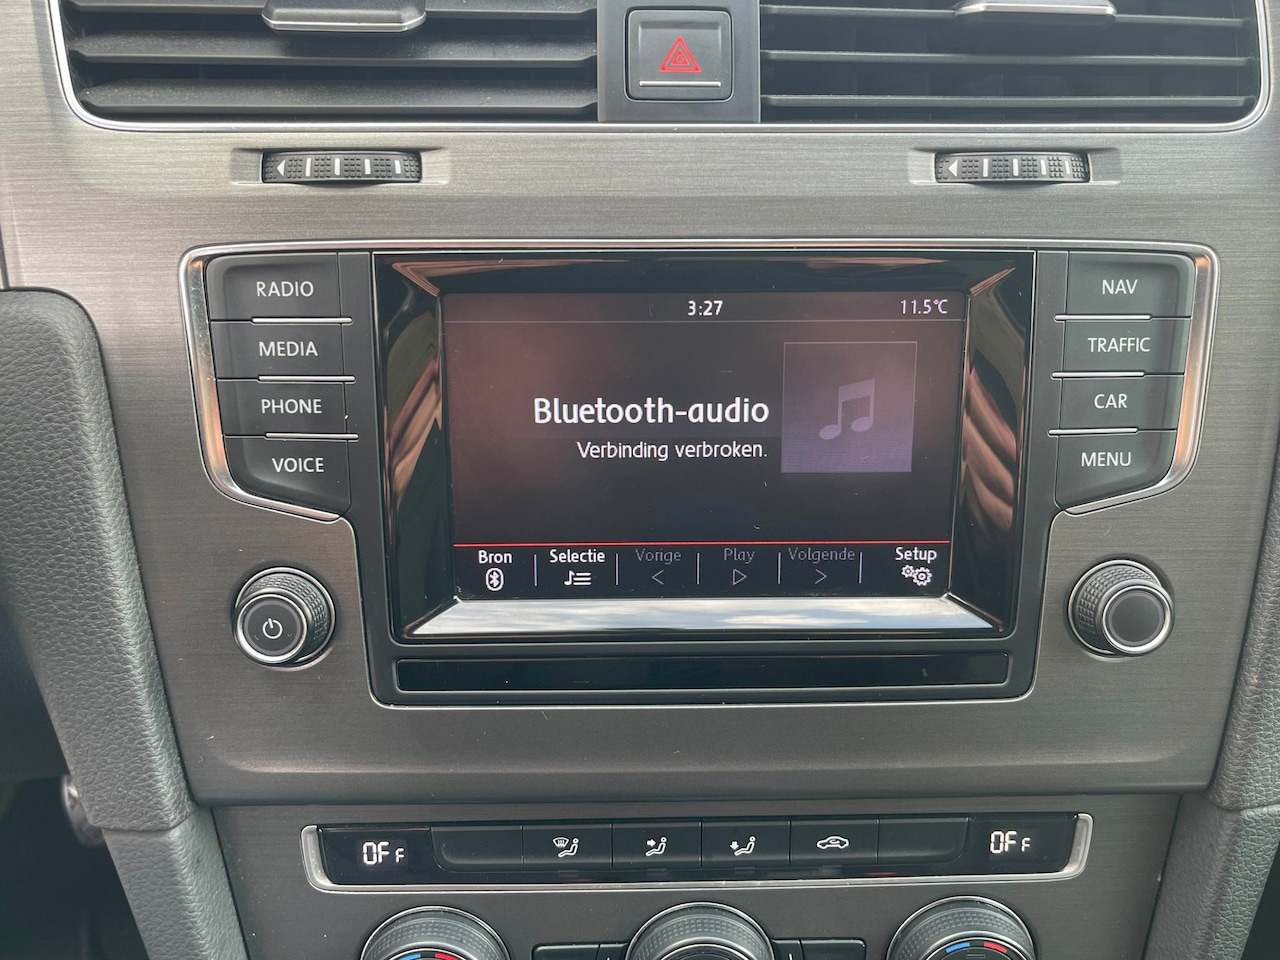 RADIO
MEDIA
PHONE
VOICE
3:27
11.5°C
Bluetooth-audio
Verbinding verbroken.
Bron
Selectie
Vorige
Play
Volgende
Setup
NAV
TRAFFIC
CAR
MENU
OFF
OFF